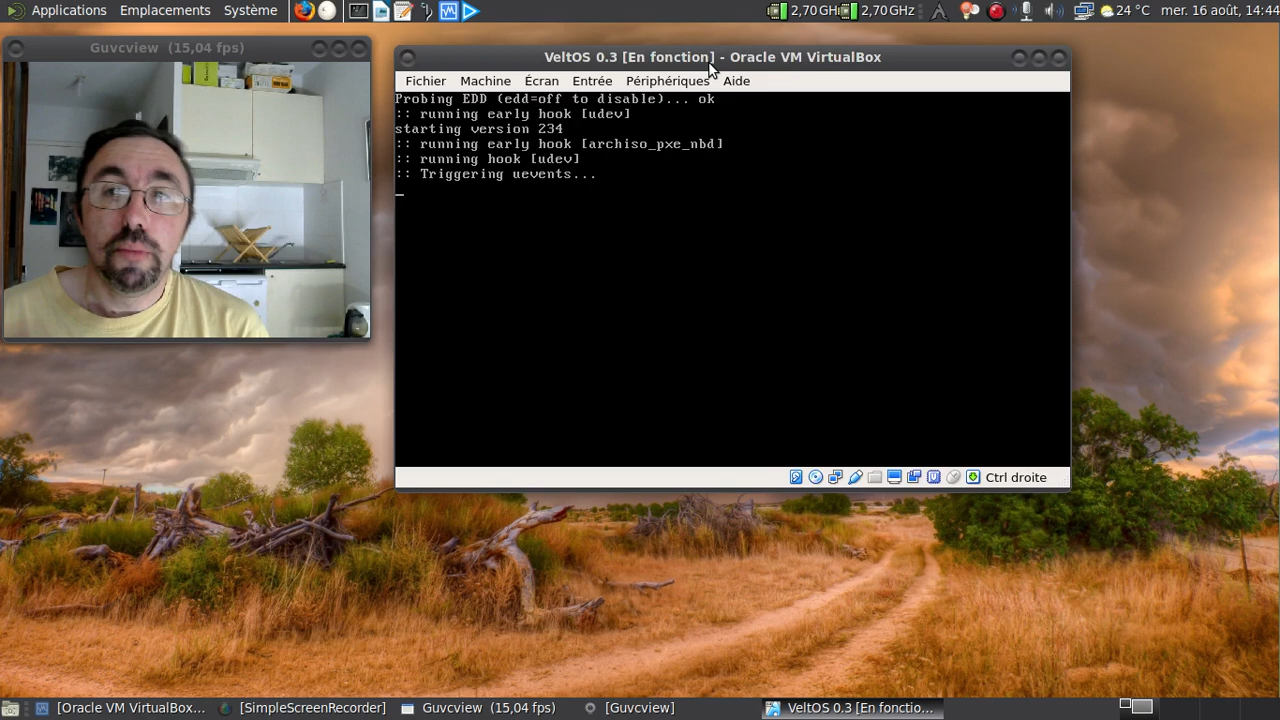 Applications Emplacements Système
2,70 GH 2,70 GHz 24 °C mer. 16 août, 14:44
Guvcview (15,04 fps)
VeltOS 0.3 [En fonction] - Oracle VM VirtualBox
Fichier Machine Écran Entrée Périphériques Aide
Probing EDD (edd=off to disable)... ok
:: running early hook [udev]
starting version 234
:: running early hook [archiso_pxe_nbd]
:: running hook [udev]
:: Triggering uevents...
Ctrl droite
[Oracle VM VirtualBox... [SimpleScreenRecorder] Guvcview (15,04 fps) [Guvcview] VeltOS 0.3 [En fonctio...